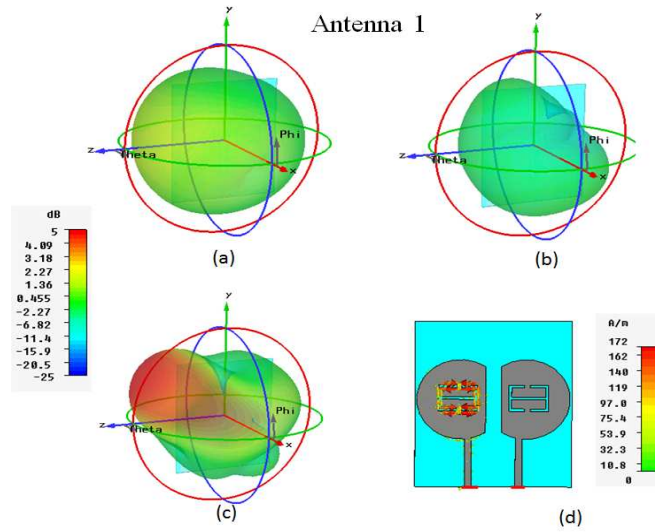 Antenna 1
y
z
Theta
Phi
x
(a)
y
z
Theta
Phi
x
(b)
dB
5
4.09
3.18
2.27
1.36
0.455
-2.27
-6.82
-11.4
-15.9
-20.5
-25
y
z
Theta
Phi
x
(c)
A/m
172
162
140
119
97.0
75.4
53.9
32.3
10.8
0
(d)